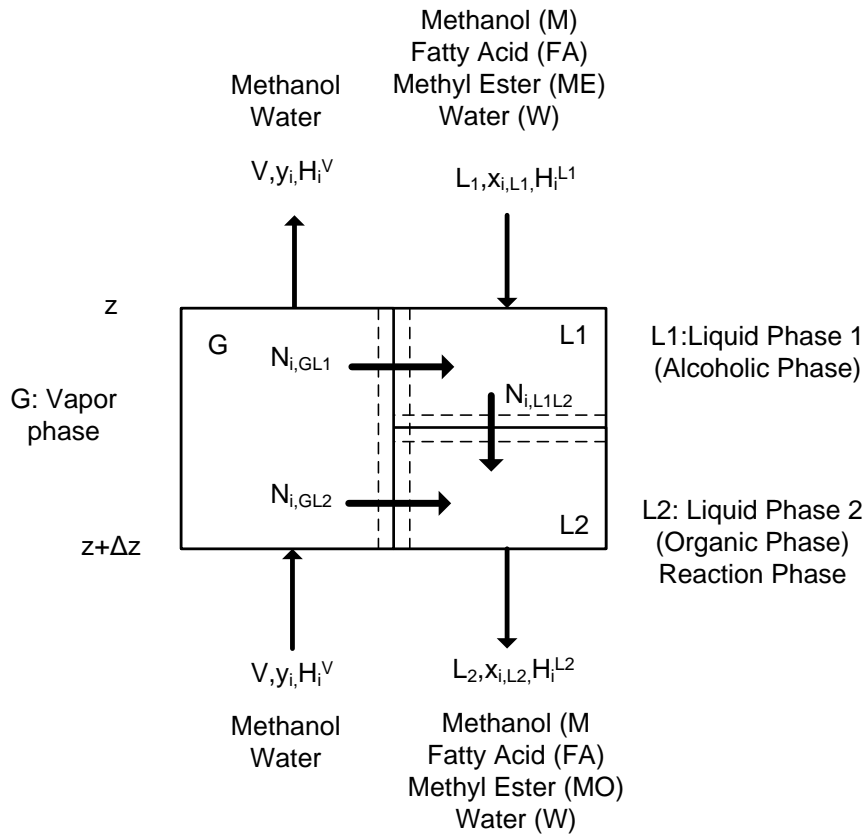 Methanol
Water
V,y_i,H_i^V
Methanol (M)
Fatty Acid (FA)
Methyl Ester (ME)
Water (W)
L_1,x_i,L1,H_i^L1
z
G
N_i,GL1
L1
L1:Liquid Phase 1
(Alcoholic Phase)
G: Vapor
phase
N_i,L1L2
N_i,GL2
L2
L2: Liquid Phase 2
(Organic Phase)
Reaction Phase
z+Δz
V,y_i,H_i^V
Methanol
Water
L_2,x_i,L2,H_i^L2
Methanol (M
Fatty Acid (FA)
Methyl Ester (MO)
Water (W)